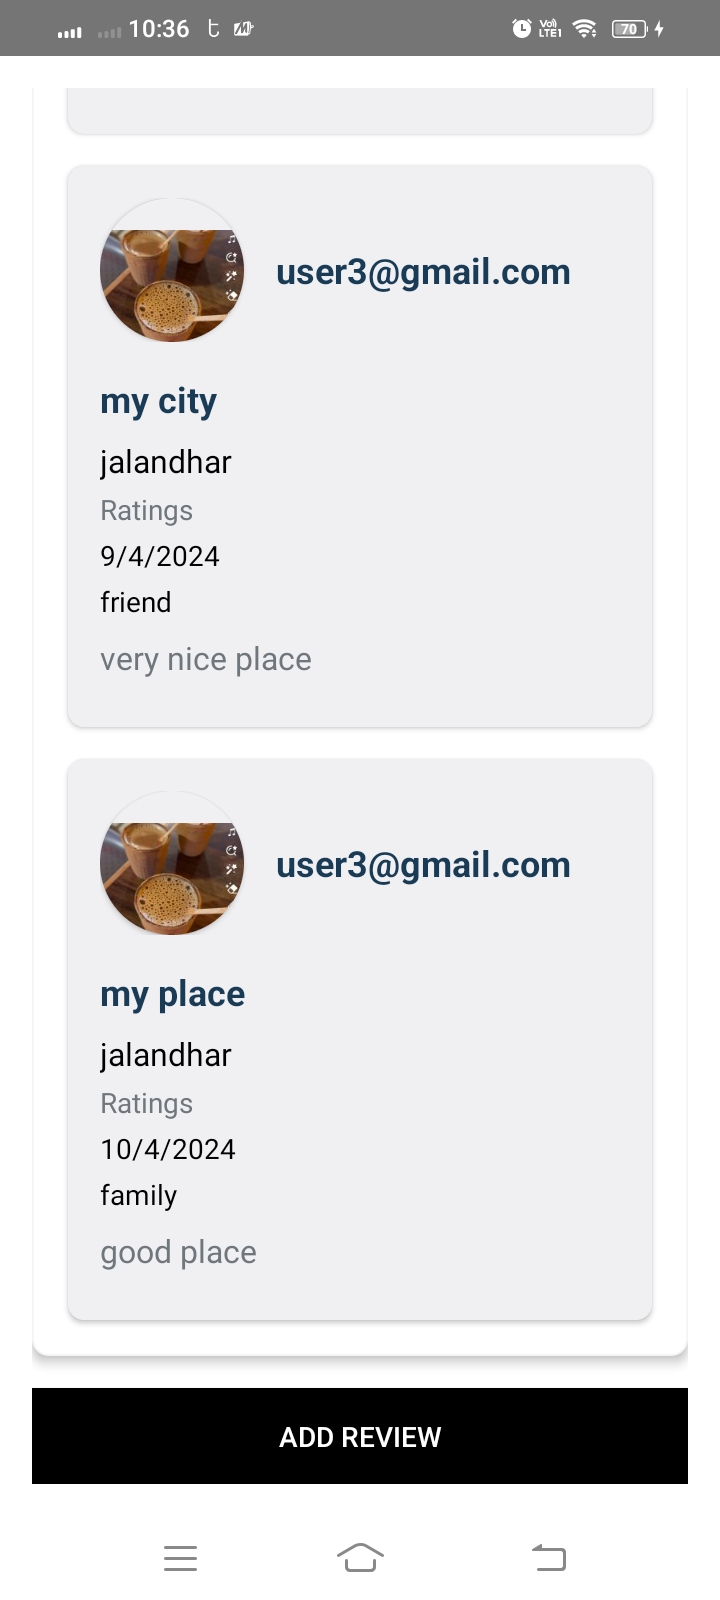 10:36
Vo))
LTE1
70
user3@gmail.com
my city
jalandhar
Ratings
9/4/2024
friend
very nice place
user3@gmail.com
my place
jalandhar
Ratings
10/4/2024
family
good place
ADD REVIEW